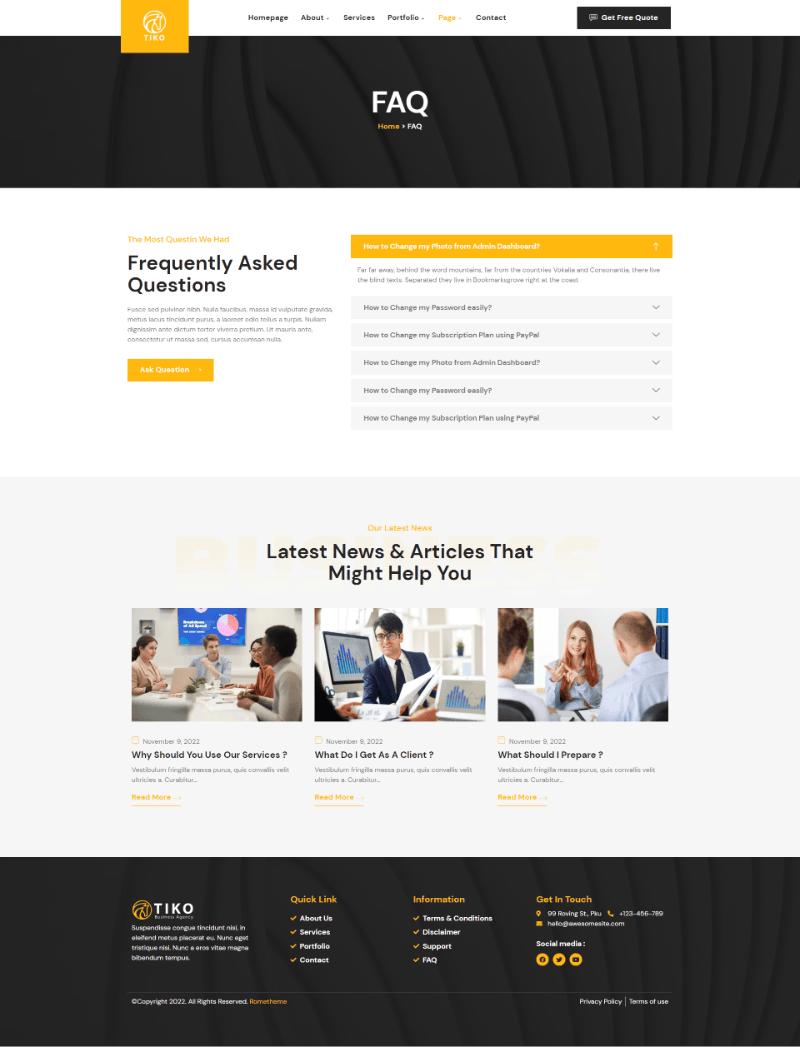 TIKO
Homepage
About
Services
Portfolio
Page
Contact
Get Free Quote
FAQ
Home > FAQ
The Most Questin We Had
Frequently Asked
Questions
Fusce sed pulvinar nibh. Nulla faucibus, massa id vulputate gravida,
metus lacus tincidunt purus, a laoreet odio tellus a turpis. Nullam
dignissim ante dictum tortor viverra pretium. Ut mauris ante,
consectetur ut massa sed, cursus accumsan nulla.
Ask Question
How to Change my Photo from Admin Dashboard?
Far far away, behind the word mountains, far from the countries Vokalia and Consonantia, there live
the blind texts. Separated they live in Bookmarksgrove right at the coast
How to Change my Password easily?
How to Change my Subscription Plan using PayPal
How to Change my Photo from Admin Dashboard?
How to Change my Password easily?
How to Change my Subscription Plan using PayPal
Our Latest News
BUSINESS
Latest News & Articles That
Might Help You
November 9, 2022
Why Should You Use Our Services ?
Vestibulum fringilla massa purus, quis convallis velit
ultricies a. Curabitur...
Read More
November 9, 2022
What Do I Get As A Client ?
Vestibulum fringilla massa purus, quis convallis velit
ultricies a. Curabitur...
Read More
November 9, 2022
What Should I Prepare ?
Vestibulum fringilla massa purus, quis convallis velit
ultricies a. Curabitur...
Read More
TIKO
Business Agency
Suspendisse congue tincidunt nisi, in
eleifend metus placerat eu. Nunc eget
tristique nisi. Nunc a eros vitae magna
bibendum tempus.
Quick Link
About Us
Services
Portfolio
Contact
Information
Terms & Conditions
Disclaimer
Support
FAQ
Get In Touch
99 Roving St., Pku
+123-456-789
hello@awesomesite.com
Social media :
©Copyright 2022. All Rights Reserved. Rometheme
Privacy Policy
Terms of use